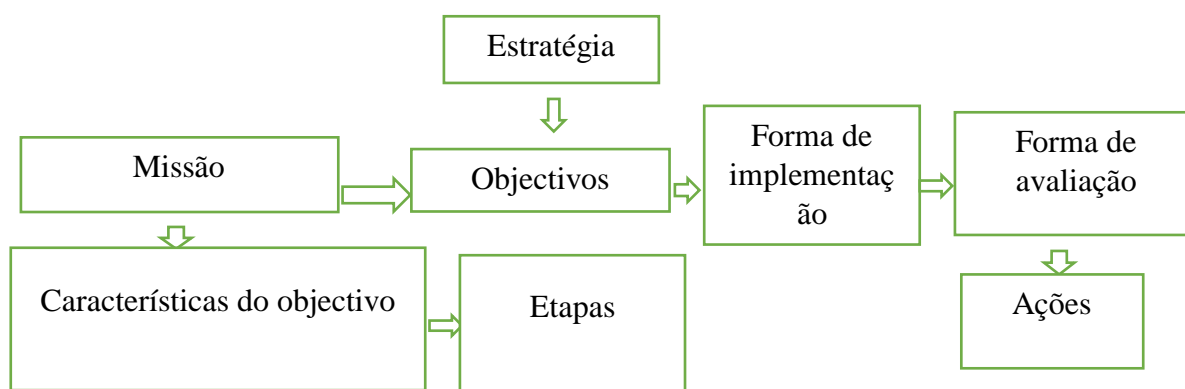 Estratégia
Missão
Objectivos
Forma de
implementaç
ão
Forma de
avaliação
Características do objectivo
Etapas
Ações